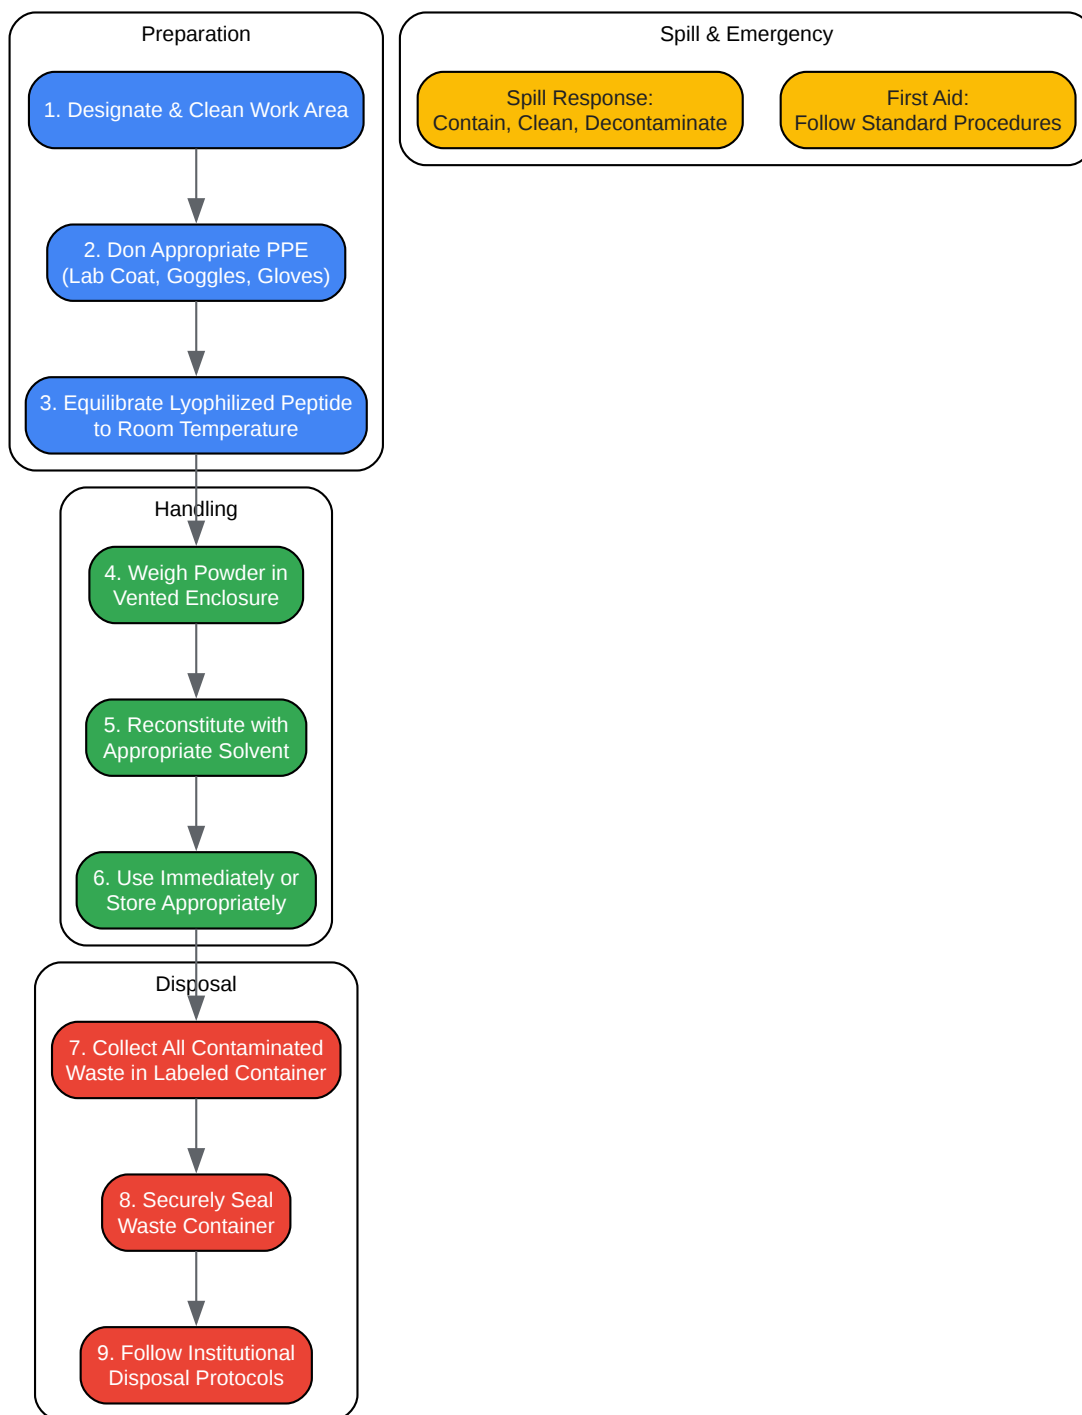 Preparation
1. Designate & Clean Work Area
2. Don Appropriate PPE
(Lab Coat, Goggles, Gloves)
3. Equilibrate Lyophilized Peptide
to Room Temperature
Handling
4. Weigh Powder in
Vented Enclosure
5. Reconstitute with
Appropriate Solvent
6. Use Immediately or
Store Appropriately
Disposal
7. Collect All Contaminated
Waste in Labeled Container
8. Securely Seal
Waste Container
9. Follow Institutional
Disposal Protocols
Spill & Emergency
Spill Response:
Contain, Clean, Decontaminate
First Aid:
Follow Standard Procedures